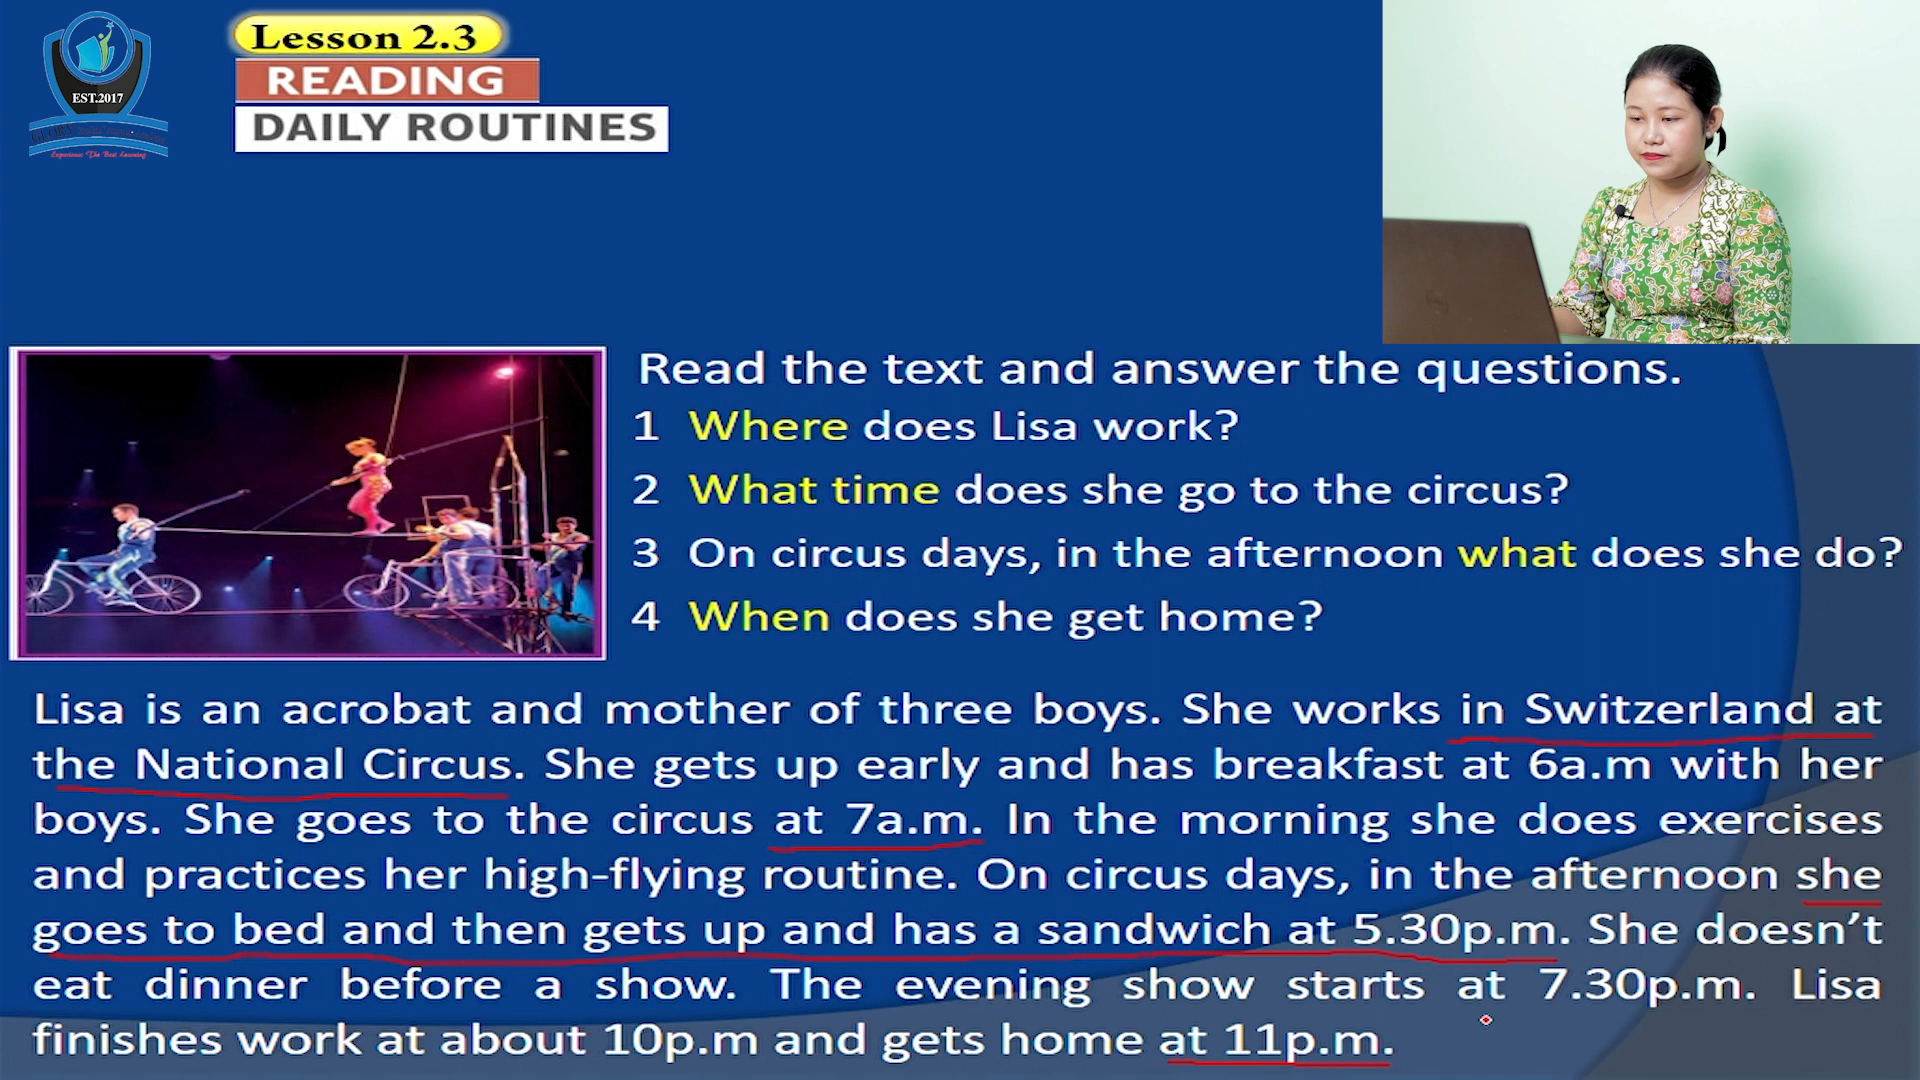 EST.2017
GLORY
Experience The Best Learning
Lesson 2.3
READING
DAILY ROUTINES
Read the text and answer the questions.
1 Where does Lisa work?
2 What time does she go to the circus?
3 On circus days, in the afternoon what does she do?
4 When does she get home?
Lisa is an acrobat and mother of three boys. She works in Switzerland at
the National Circus. She gets up early and has breakfast at 6a.m with her
boys. She goes to the circus at 7a.m. In the morning she does exercises
and practices her high-flying routine. On circus days, in the afternoon she
goes to bed and then gets up and has a sandwich at 5.30p.m. She doesn’t
eat dinner before a show. The evening show starts at 7.30p.m. Lisa
finishes work at about 10p.m and gets home at 11p.m.